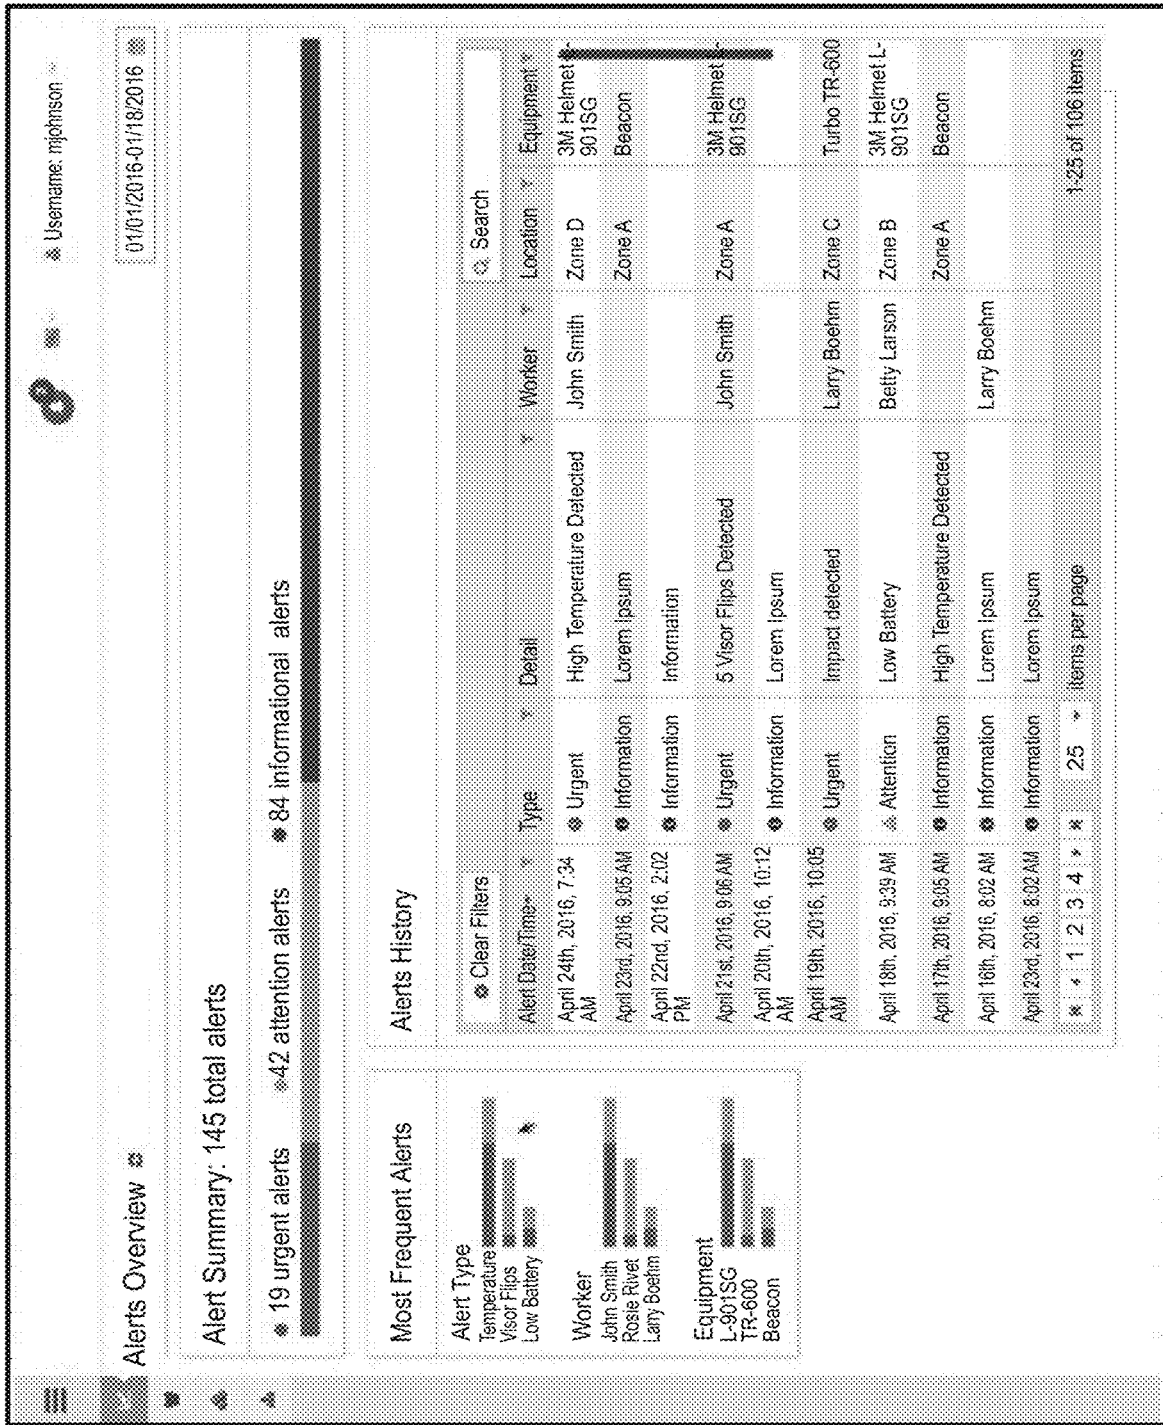 Username: mjohnson
Alerts Overview
01/01/2016-01/18/2016
Alert Summary: 145 total alerts
19 urgent alerts
42 attention alerts
84 informational alerts
Most Frequent Alerts
Alert Type
Temperature
Visor Flips
Low Battery
Worker
John Smith
Rosie Rivet
Larry Boehm
Equipment
L-901SG
TR-600
Beacon
Alerts History
Clear Filters
Search
Alert Date/Time Type Detail Worker Location Equipment
April 24th, 2016, 7:34 AM Urgent High Temperature Detected John Smith Zone D 3M Helmet 901SG
April 23rd, 2016, 9:05 AM Information Lorem Ipsum Zone A Beacon
April 22nd, 2016, 2:02 PM Information Information
April 21st, 2016, 9:06 AM Urgent 5 Visor Flips Detected John Smith Zone A 3M Helmet 901SG
April 20th, 2016, 10:12 AM Information Lorem Ipsum
April 19th, 2016, 10:05 AM Urgent Impact detected Larry Boehm Zone C Turbo TR-600
April 18th, 2016, 9:39 AM Attention Low Battery Betty Larson Zone B 3M Helmet L-901SG
April 17th, 2016, 9:05 AM Information High Temperature Detected Zone A Beacon
April 16th, 2016, 8:02 AM Information Lorem Ipsum Larry Boehm
April 23rd, 2016, 8:02 AM Information Lorem Ipsum
1 2 3 4 25 items per page 1-25 of 106 items